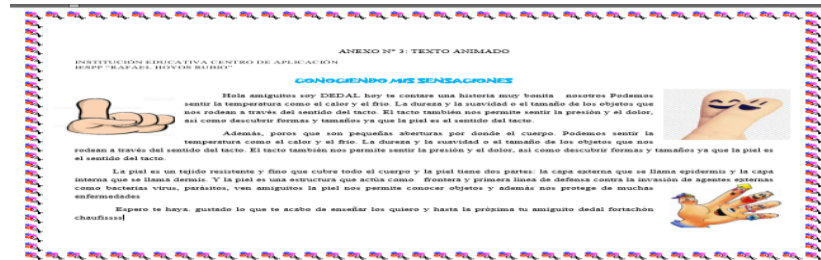 ANEXO N° 3: TEXTO ANIMADO
INSTITUCIÓN EDUCATIVA CENTRO DE APLICACIÓN
IESPP "RAFAEL HOYOS RUBIO"
CONOCIENDO MIS SENSACIONES
Hola amiguitos soy DEDAL hoy te contare una historia muy bonita nosotros Podemos
sentir la temperatura como el calor y el frío. La dureza y la suavidad o el tamaño de los objetos que
nos rodean a través del sentido del tacto. El tacto también nos permite sentir la presión y el dolor,
así como descubrir formas y tamaños ya que la piel es al sentido del tacto.
Además, poros que son pequeñas aberturas por donde el cuerpo. Podemos sentir la
temperatura como el calor y el frío. La dureza y la suavidad o el tamaño de los objetos que nos
rodean a través del sentido del tacto. El tacto también nos permite sentir la presión y el dolor, así como descubrir formas y tamaños ya que la piel es
el sentido del tacto.
La piel es un tejido resistente y fino que cubre todo el cuerpo y la piel tiene dos partes: la capa externa que se llama epidermis y la capa
interna que se llama dermis. Y la piel es una estructura que actúa como frontera y primera línea de defensa contra la invasión de agentes externas
como bacterias virus, parásitos, ven amiguitos la piel nos permite conocer objetos y además nos protege de muchas
enfermedades
Espero te haya. gustado lo que te acabo de enseñar los quiero y hasta la próxima tu amiguito dedal fortachón
chaufissss